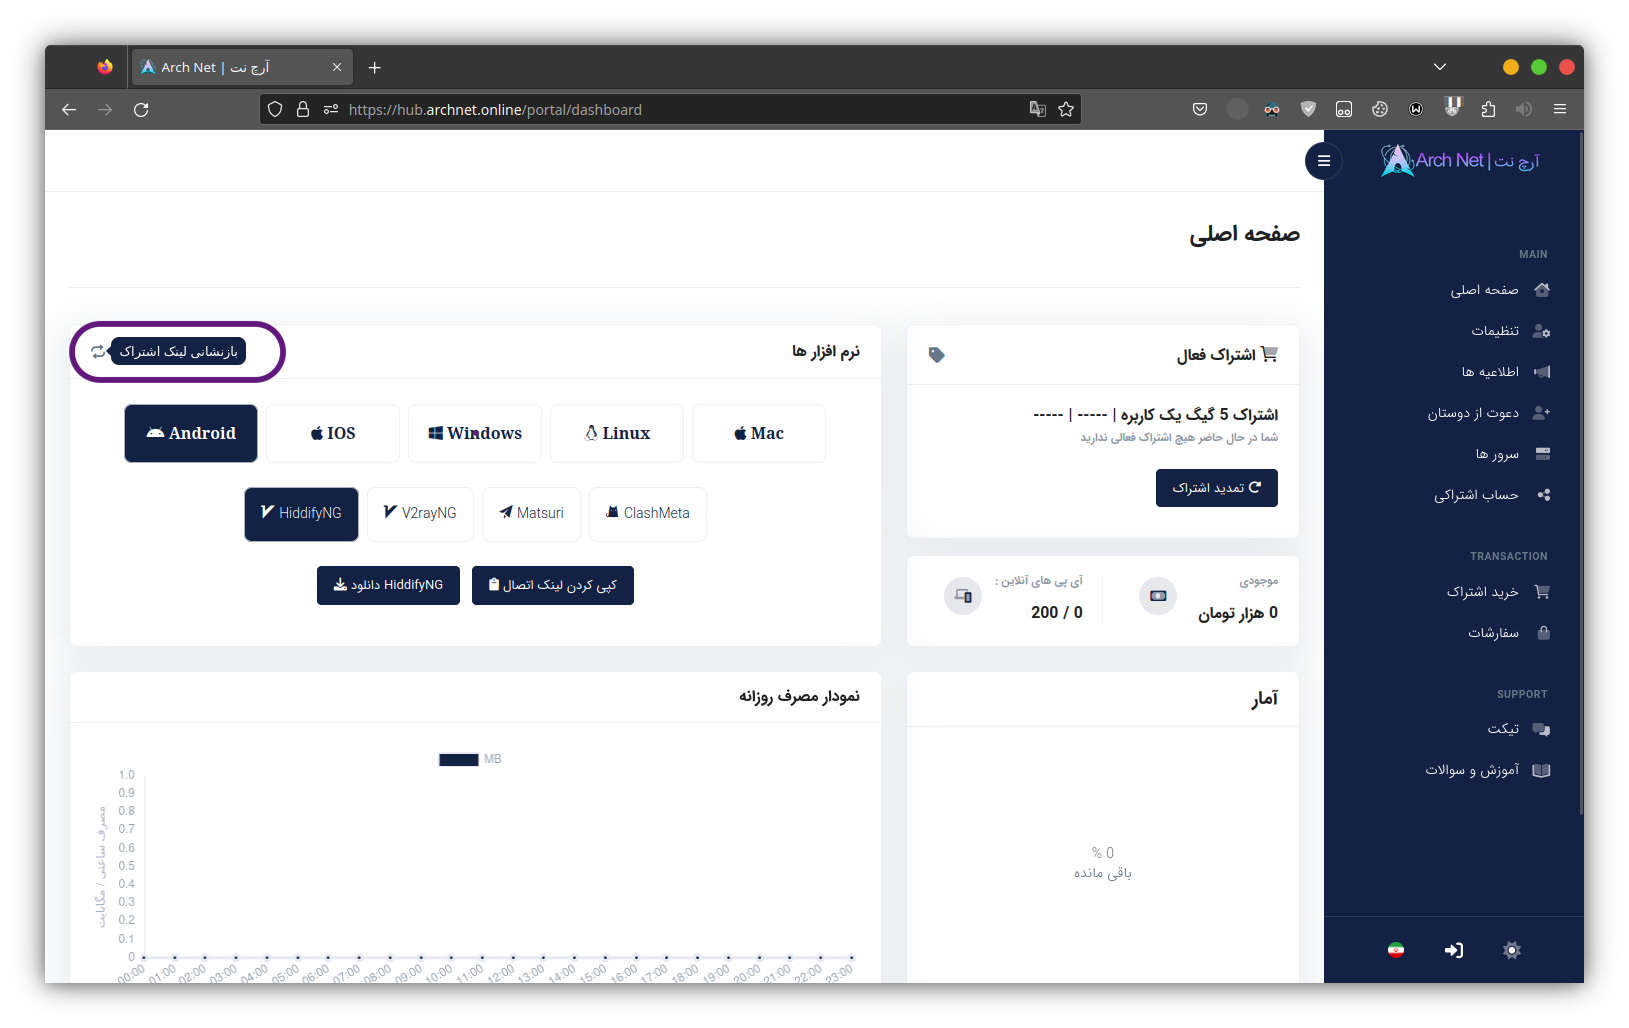 Arch Net | آرچ نت
https://hub.archnet.online/portal/dashboard
Arch Net | آرچ نت
صفحه اصلی
MAIN
صفحه اصلی
تنظیمات
اطلاعیه ها
دعوت از دوستان
سرور ها
حساب اشتراکی
TRANSACTION
خرید اشتراک
سفارشات
SUPPORT
تیکت
آموزش و سوالات
اشتراک فعال
اشتراک 5 گیگ یک کاربره | ----- | -----
شما در حال حاضر هیچ اشتراک فعالی ندارید
تمدید اشتراک
موجودی
0 هزار تومان
آی پی های آنلاین :
0 / 200
نرم افزار ها
بازنشانی لینک اشتراک
Android
IOS
Windows
Linux
Mac
HiddifyNG
V2rayNG
Matsuri
ClashMeta
دانلود HiddifyNG
کپی کردن لینک اتصال
آمار
% 0
باقی مانده
نمودار مصرف روزانه
MB
مصرف ساعتی / مگابایت
1.0
0.9
0.8
0.7
0.6
0.5
0.4
0.3
0.2
0.1
0
00:00 01:00 02:00 03:00 04:00 05:00 06:00 07:00 08:00 09:00 10:00 11:00 12:00 13:00 14:00 15:00 16:00 17:00 18:00 19:00 20:00 21:00 22:00 23:00